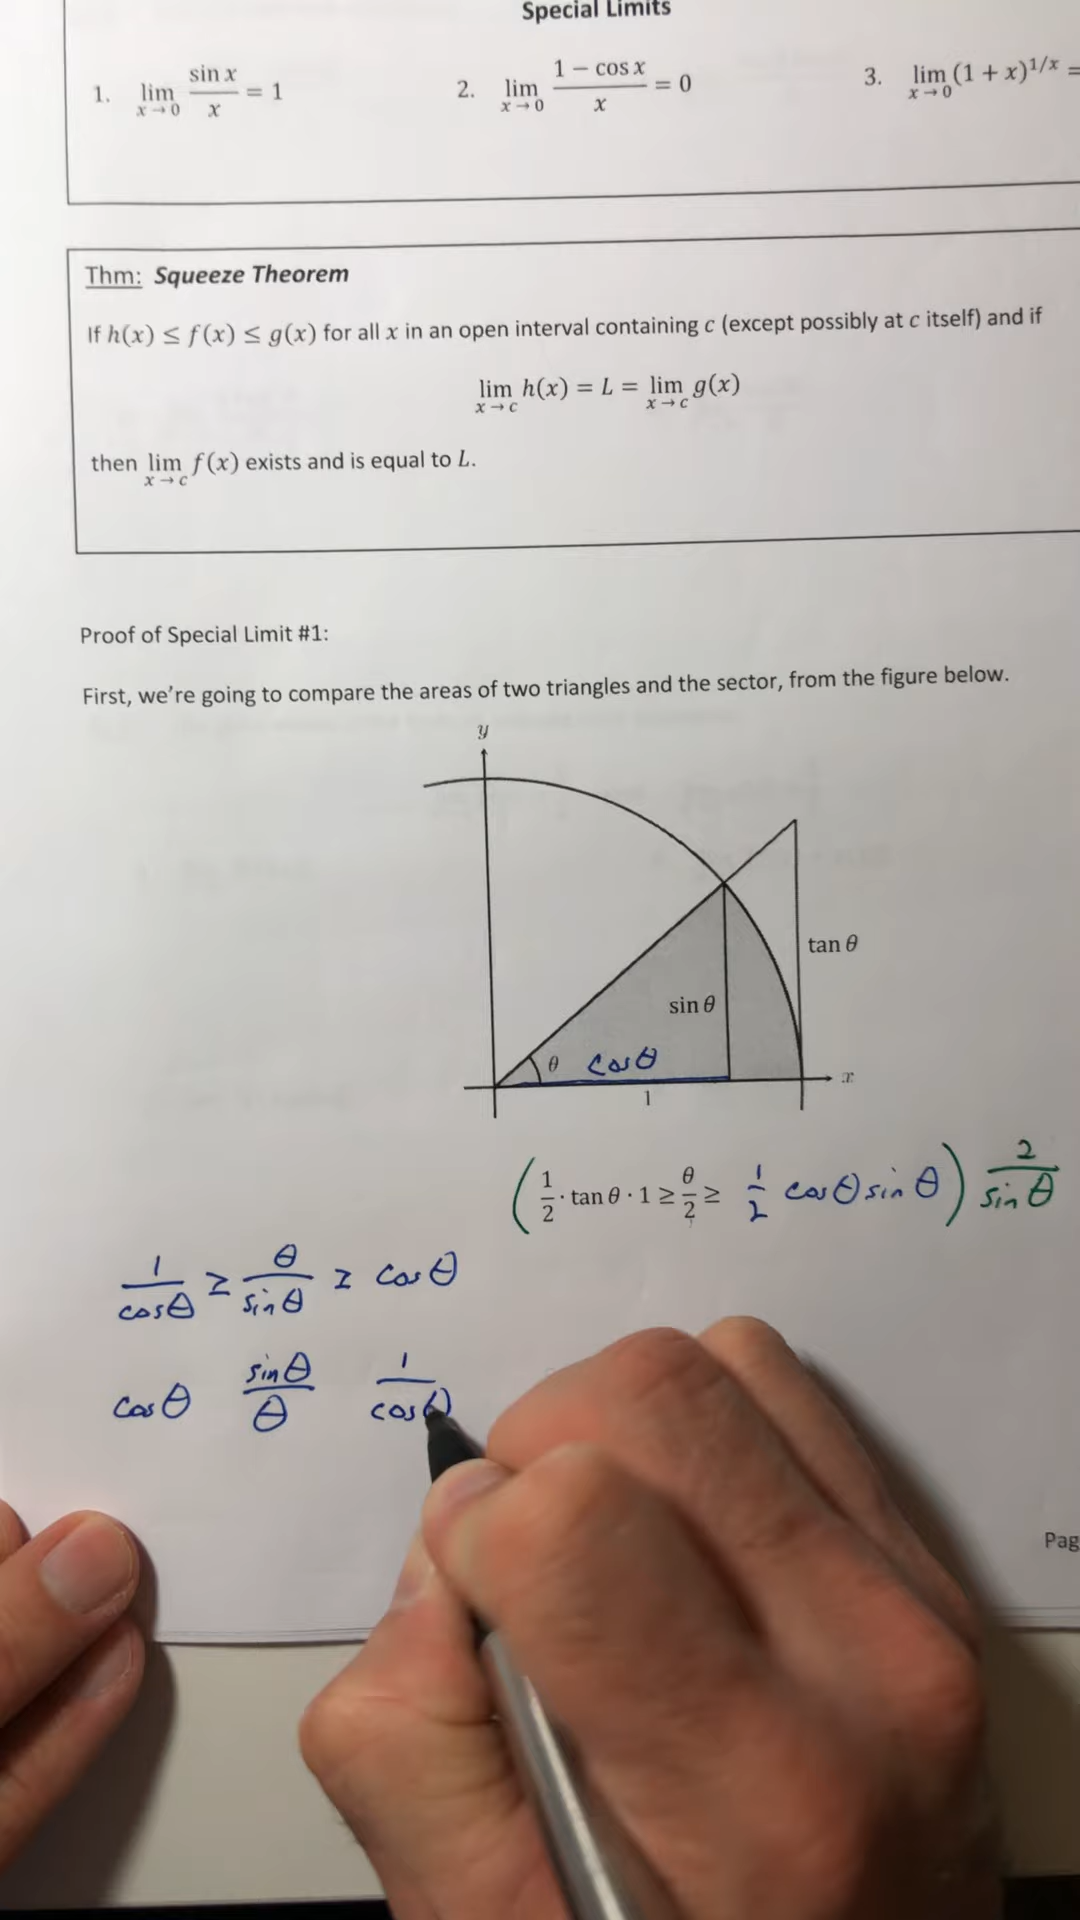 Special Limits
1. lim x→0 sin x / x = 1
2. lim x→0 1 − cos x / x = 0
3. lim x→0 (1 + x)^1/x =
Thm: Squeeze Theorem
If h(x) ≤ f(x) ≤ g(x) for all x in an open interval containing c (except possibly at c itself) and if
lim x→c h(x) = L = lim x→c g(x)
then lim x→c f(x) exists and is equal to L.
Proof of Special Limit #1:
First, we're going to compare the areas of two triangles and the sector, from the figure below.
y
tan θ
sin θ
θ cos θ
x
1
( 1/2 · tan θ · 1 ≥ θ/2 ≥ 1/2 cos θ sin θ ) 2/sin θ
1/cos θ ≥ θ/sin θ ≥ cos θ
cos θ sin θ/θ 1/cos θ
Pag